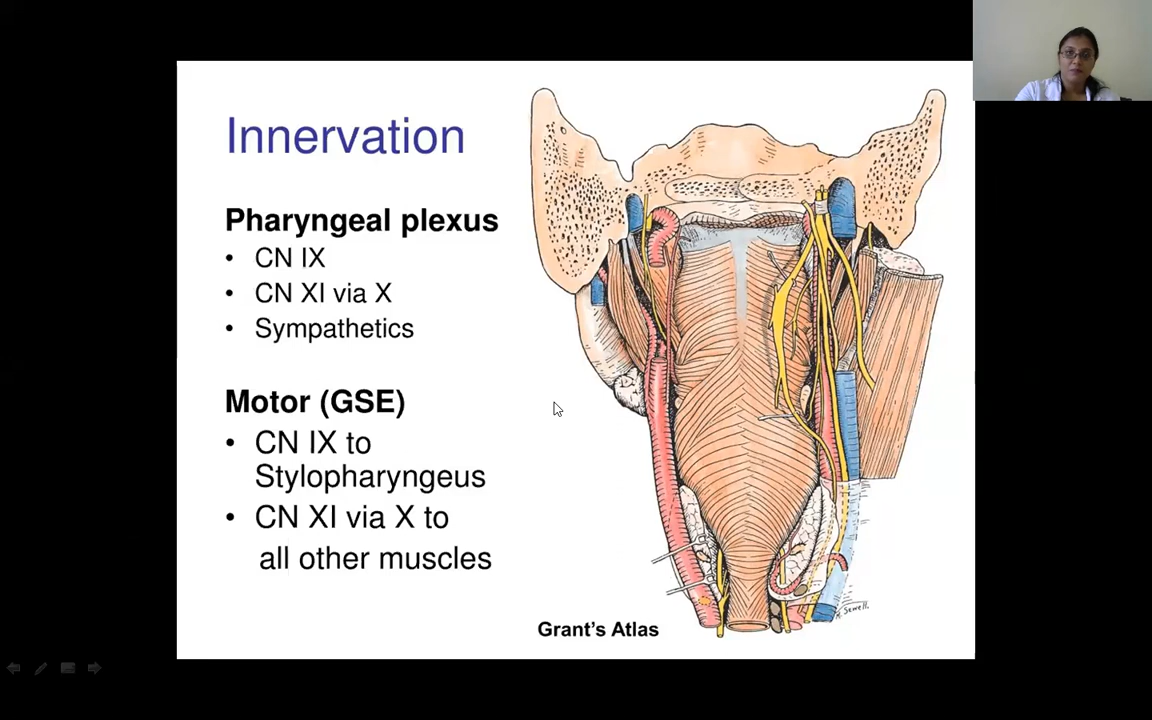 Innervation
Pharyngeal plexus
• CN IX
• CN XI via X
• Sympathetics
Motor (GSE)
• CN IX to
Stylopharyngeus
• CN XI via X to
all other muscles
Grant's Atlas